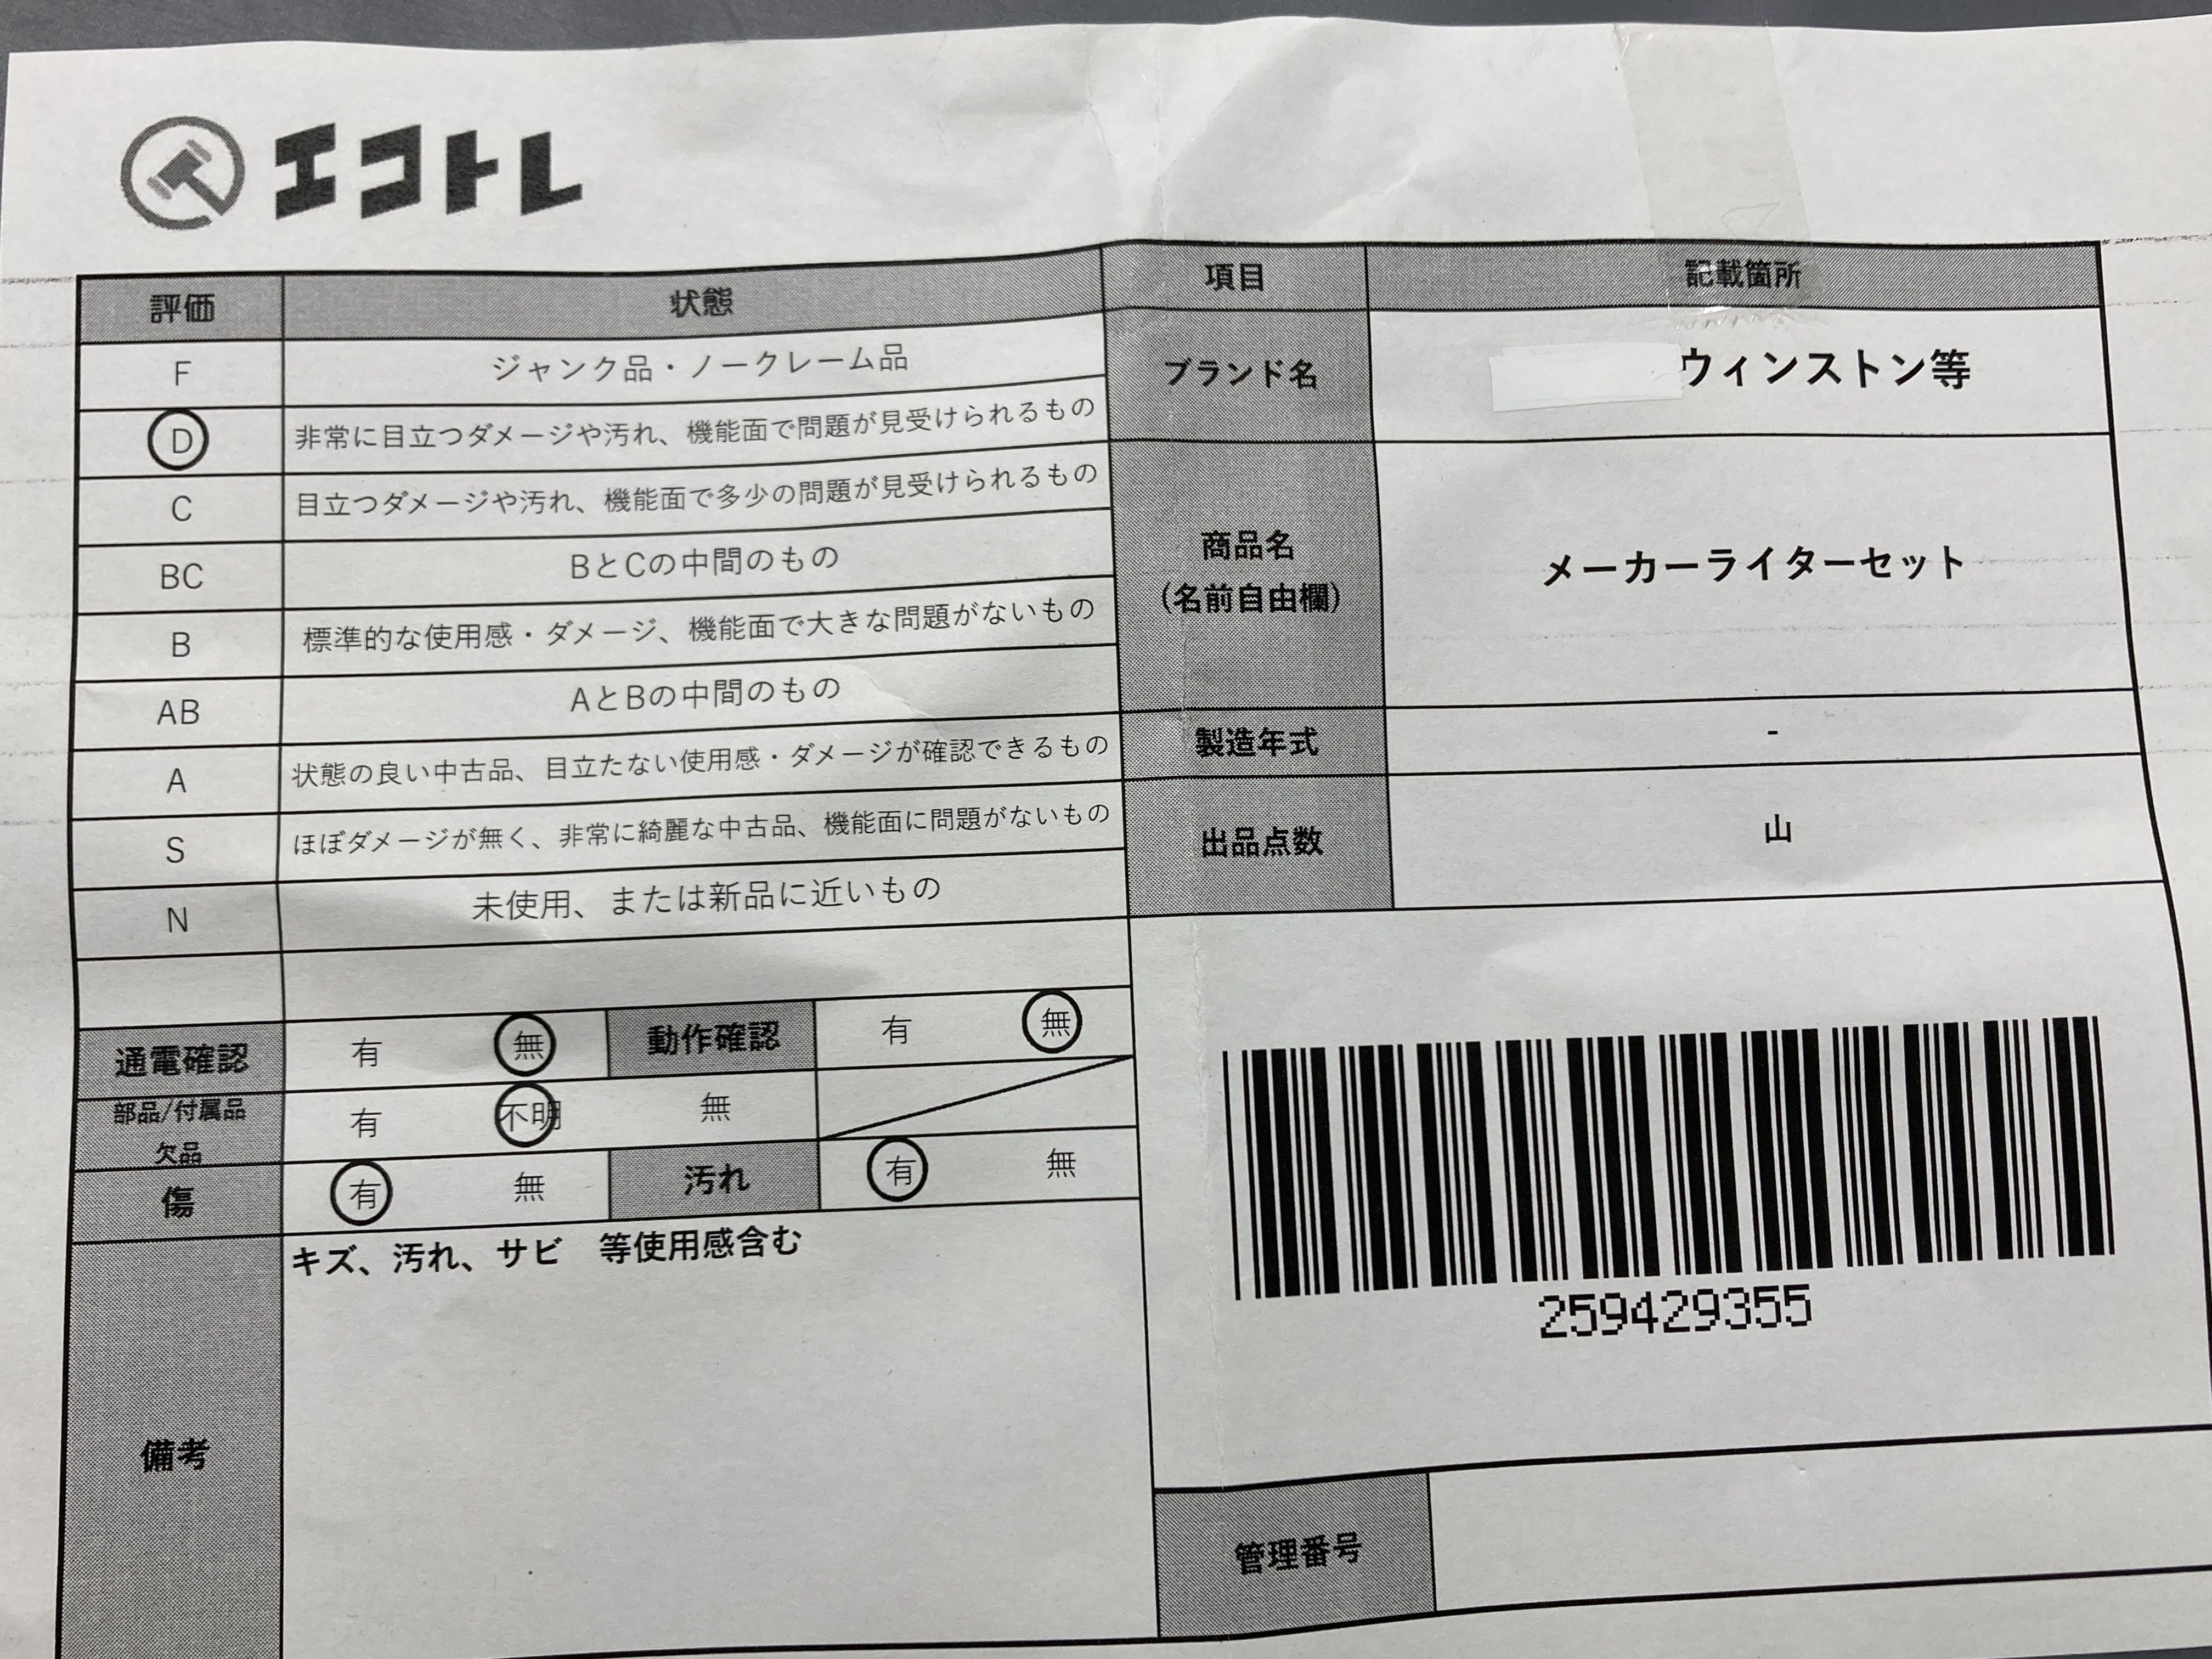 エコトレ
評価 状態
F ジャンク品・ノークレーム品
D 非常に目立つダメージや汚れ、機能面で問題が見受けられるもの
C 目立つダメージや汚れ、機能面で多少の問題が見受けられるもの
BC BとCの中間のもの
B 標準的な使用感・ダメージ、機能面で大きな問題がないもの
AB AとBの中間のもの
A 状態の良い中古品、目立たない使用感・ダメージが確認できるもの
S ほぼダメージが無く、非常に綺麗な中古品、機能面に問題がないもの
N 未使用、または新品に近いもの
通電確認 有 無 動作確認 有 無
部品/付属品 有 不明 無
欠品
傷 有 無 汚れ 有 無
備考 キズ、汚れ、サビ 等使用感含む
項目 記載箇所
ブランド名 ウィンストン等
商品名 メーカーライターセット
(名前自由欄)
製造年式 -
出品点数 山
259429355
管理番号